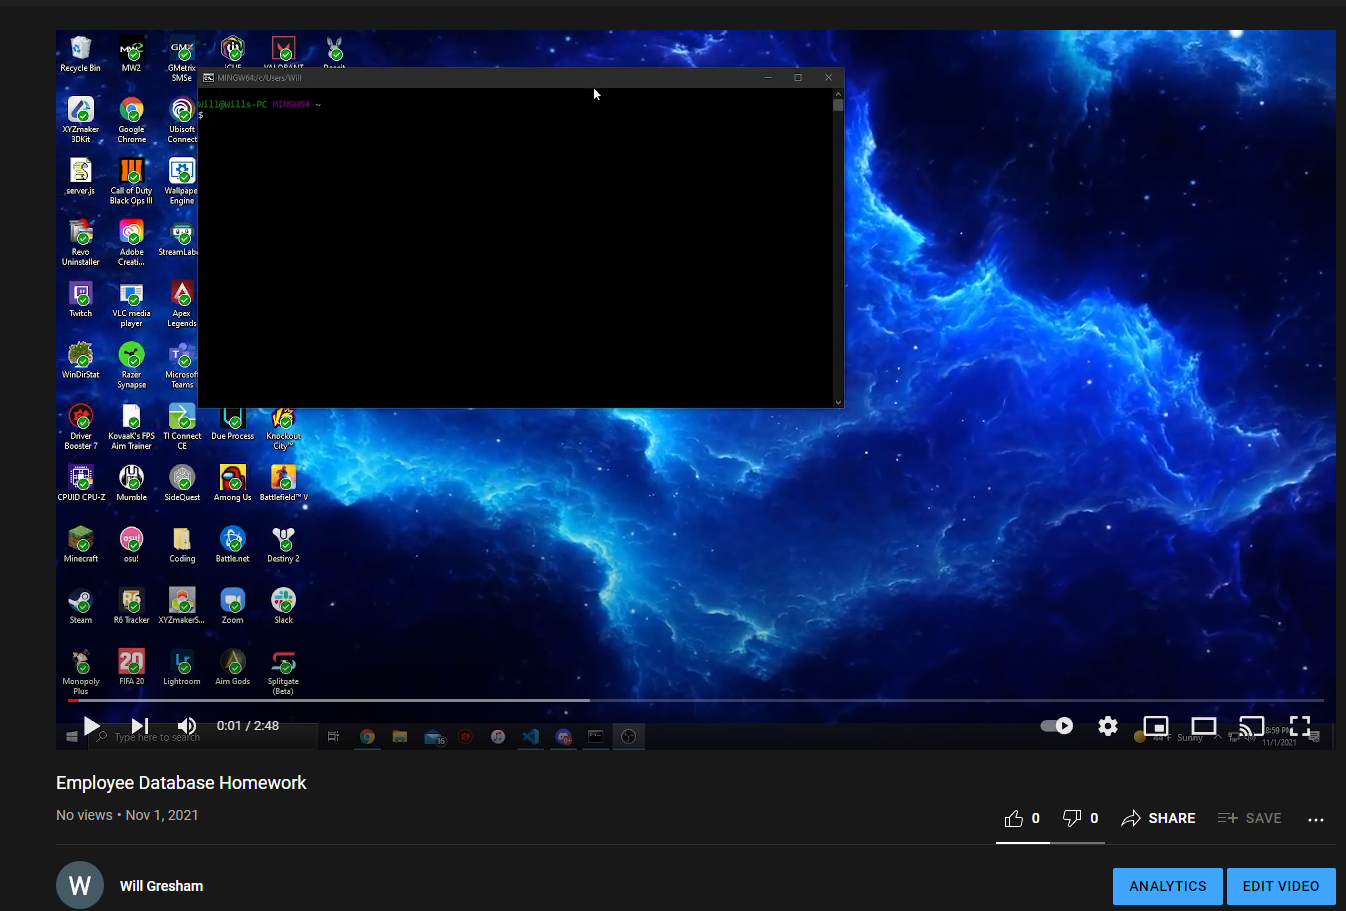 MINGW64:/c/Users/Will
Will@Wills-PC MINGW64 ~
$
Recycle Bin
MW2
GMetrix
SMSe
iCUE
VALORANT
XYZmaker
3DKit
Google
Chrome
Ubisoft
Connect
server.js
Call of Duty
Black Ops III
Wallpape
Engine
Revo
Uninstaller
Adobe
Creati...
StreamLab
Twitch
VLC media
player
Apex
Legends
WinDirStat
Razer
Synapse
Microsof
Teams
Driver
Booster 7
KovaaK's FPS
Aim Trainer
TI Connect
CE
Due Process
Knockout
City™
CPUID CPU-Z
Mumble
SideQuest
Among Us
Battlefield™ V
Minecraft
osu!
Coding
Battle.net
Destiny 2
Steam
R6 Tracker
XYZmakerS...
Zoom
Slack
Monopoly
Plus
FIFA 20
Lightroom
Aim Gods
Splitgate
(Beta)
0:01 / 2:48
Type here to search
16
Sunny
8:59 PM
11/1/2021
Employee Database Homework
No views • Nov 1, 2021
0
0
SHARE
SAVE
W
Will Gresham
ANALYTICS
EDIT VIDEO